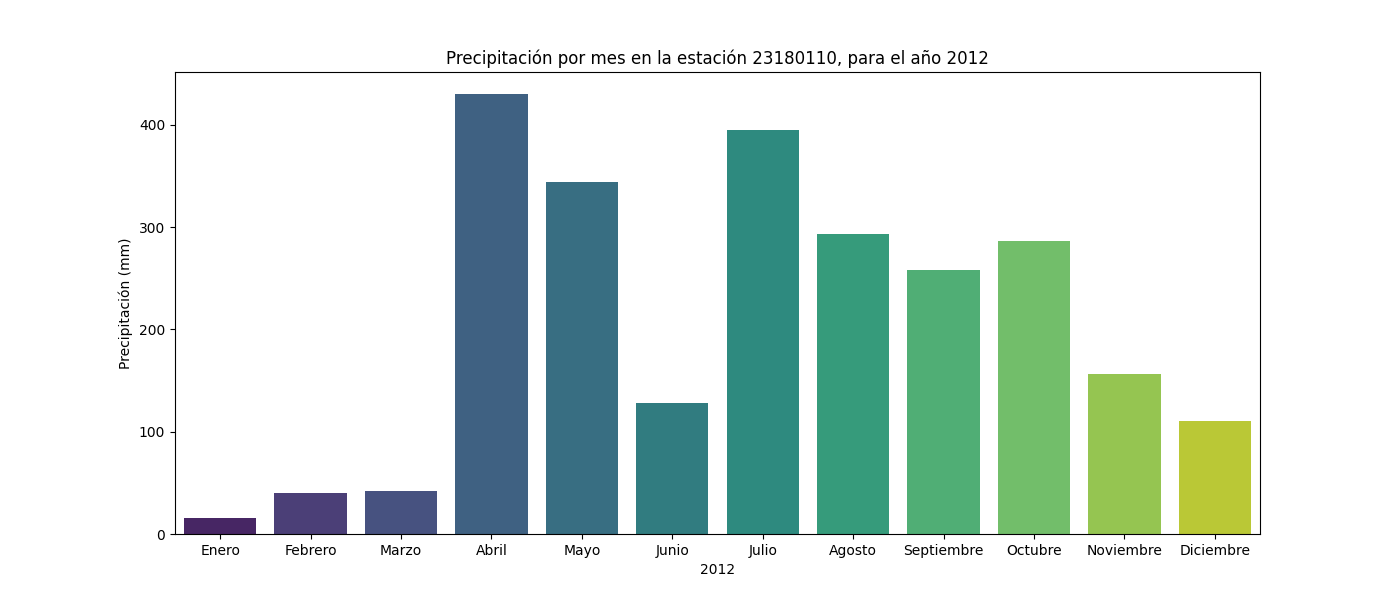 Precipitación por mes en la estación 23180110, para el año 2012
Precipitación (mm)
400
300
200
100
0
Enero Febrero Marzo Abril Mayo Junio Julio Agosto Septiembre Octubre Noviembre Diciembre
2012